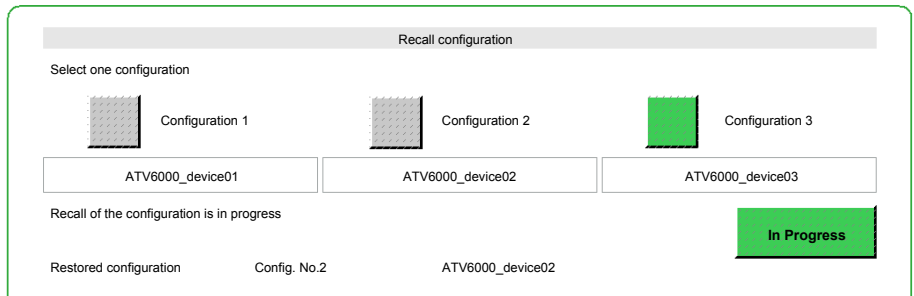 Recall configuration
Select one configuration
Configuration 1
Configuration 2
Configuration 3
ATV6000_device01
ATV6000_device02
ATV6000_device03
Recall of the configuration is in progress
In Progress
Restored configuration Config. No.2 ATV6000_device02